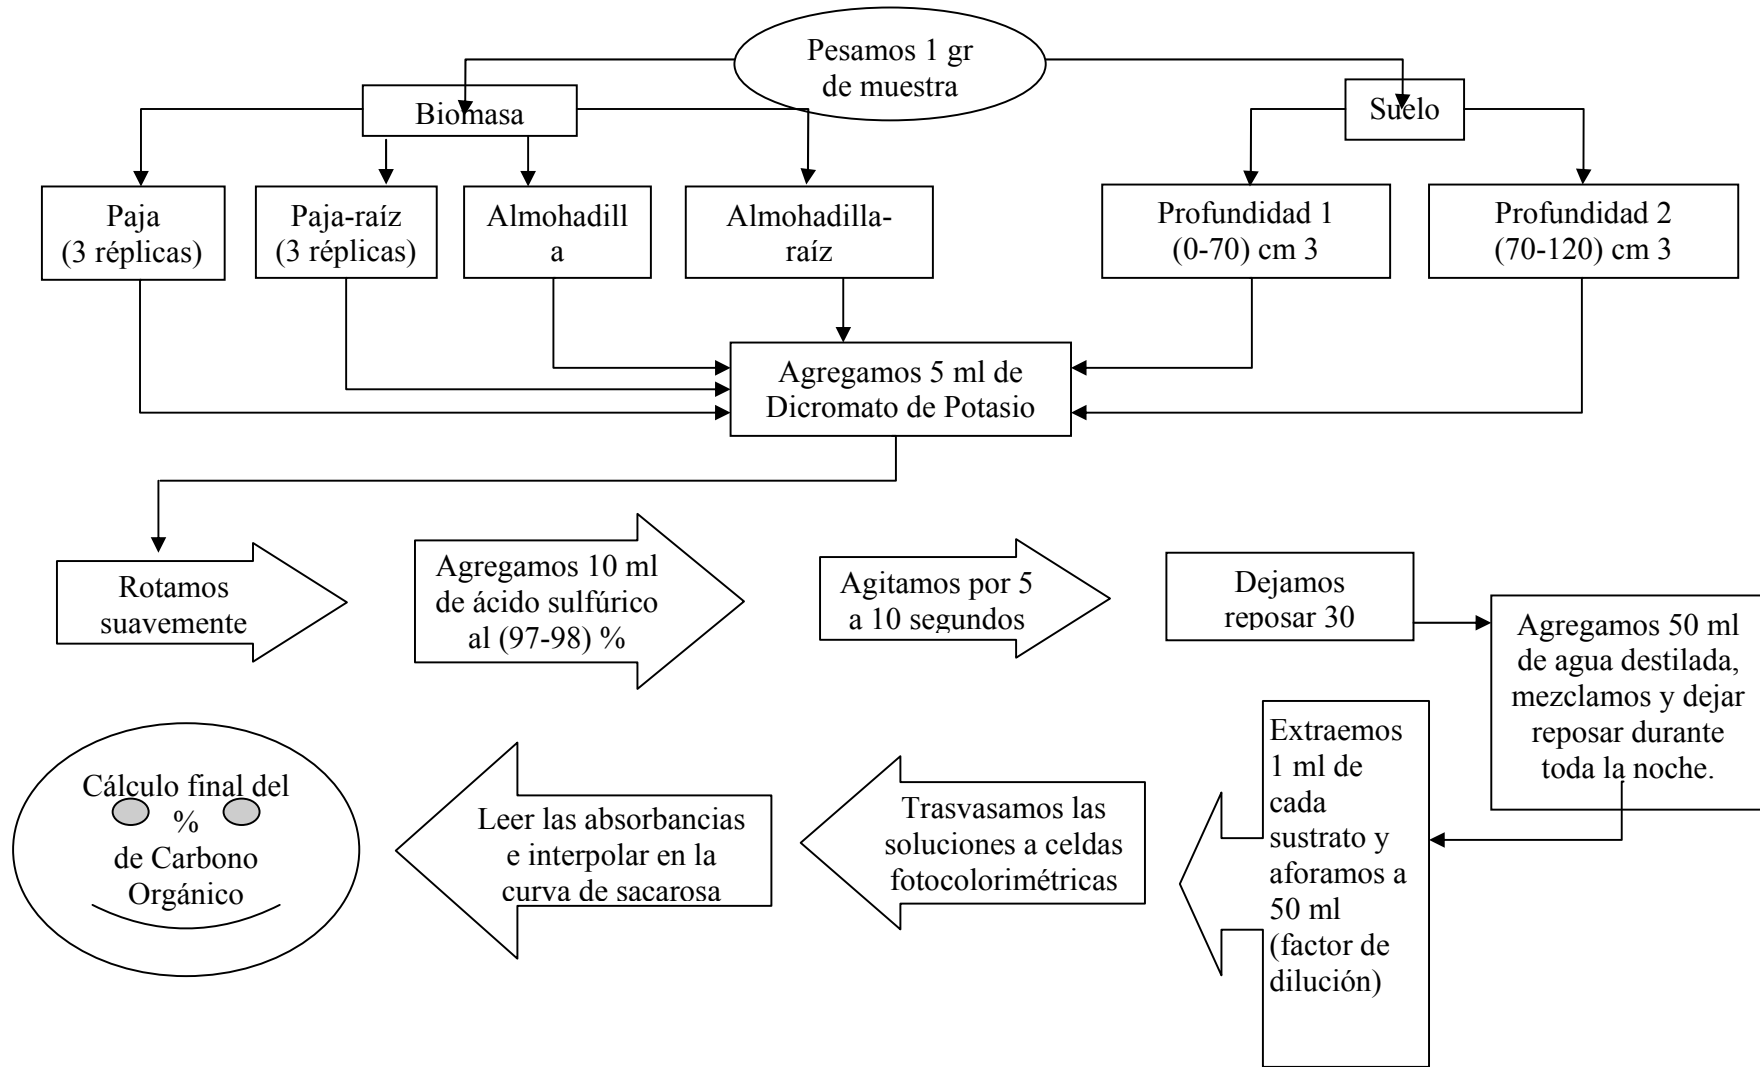 Pesamos 1 gr
de muestra
Biomasa
Suelo
Paja
(3 réplicas)
Paja-raíz
(3 réplicas)
Almohadill
a
Almohadilla-
raíz
Profundidad 1
(0-70) cm 3
Profundidad 2
(70-120) cm 3
Agregamos 5 ml de
Dicromato de Potasio
Rotamos
suavemente
Agregamos 10 ml
de ácido sulfúrico
al (97-98) %
Agitamos por 5
a 10 segundos
Dejamos
reposar 30
Agregamos 50 ml
de agua destilada,
mezclamos y dejar
reposar durante
toda la noche.
Extraemos
1 ml de
cada
sustrato y
aforamos a
50 ml
(factor de
dilución)
Trasvasamos las
soluciones a celdas
fotocolorimétricas
Leer las absorbancias
e interpolar en la
curva de sacarosa
Cálculo final del
%
de Carbono
Orgánico